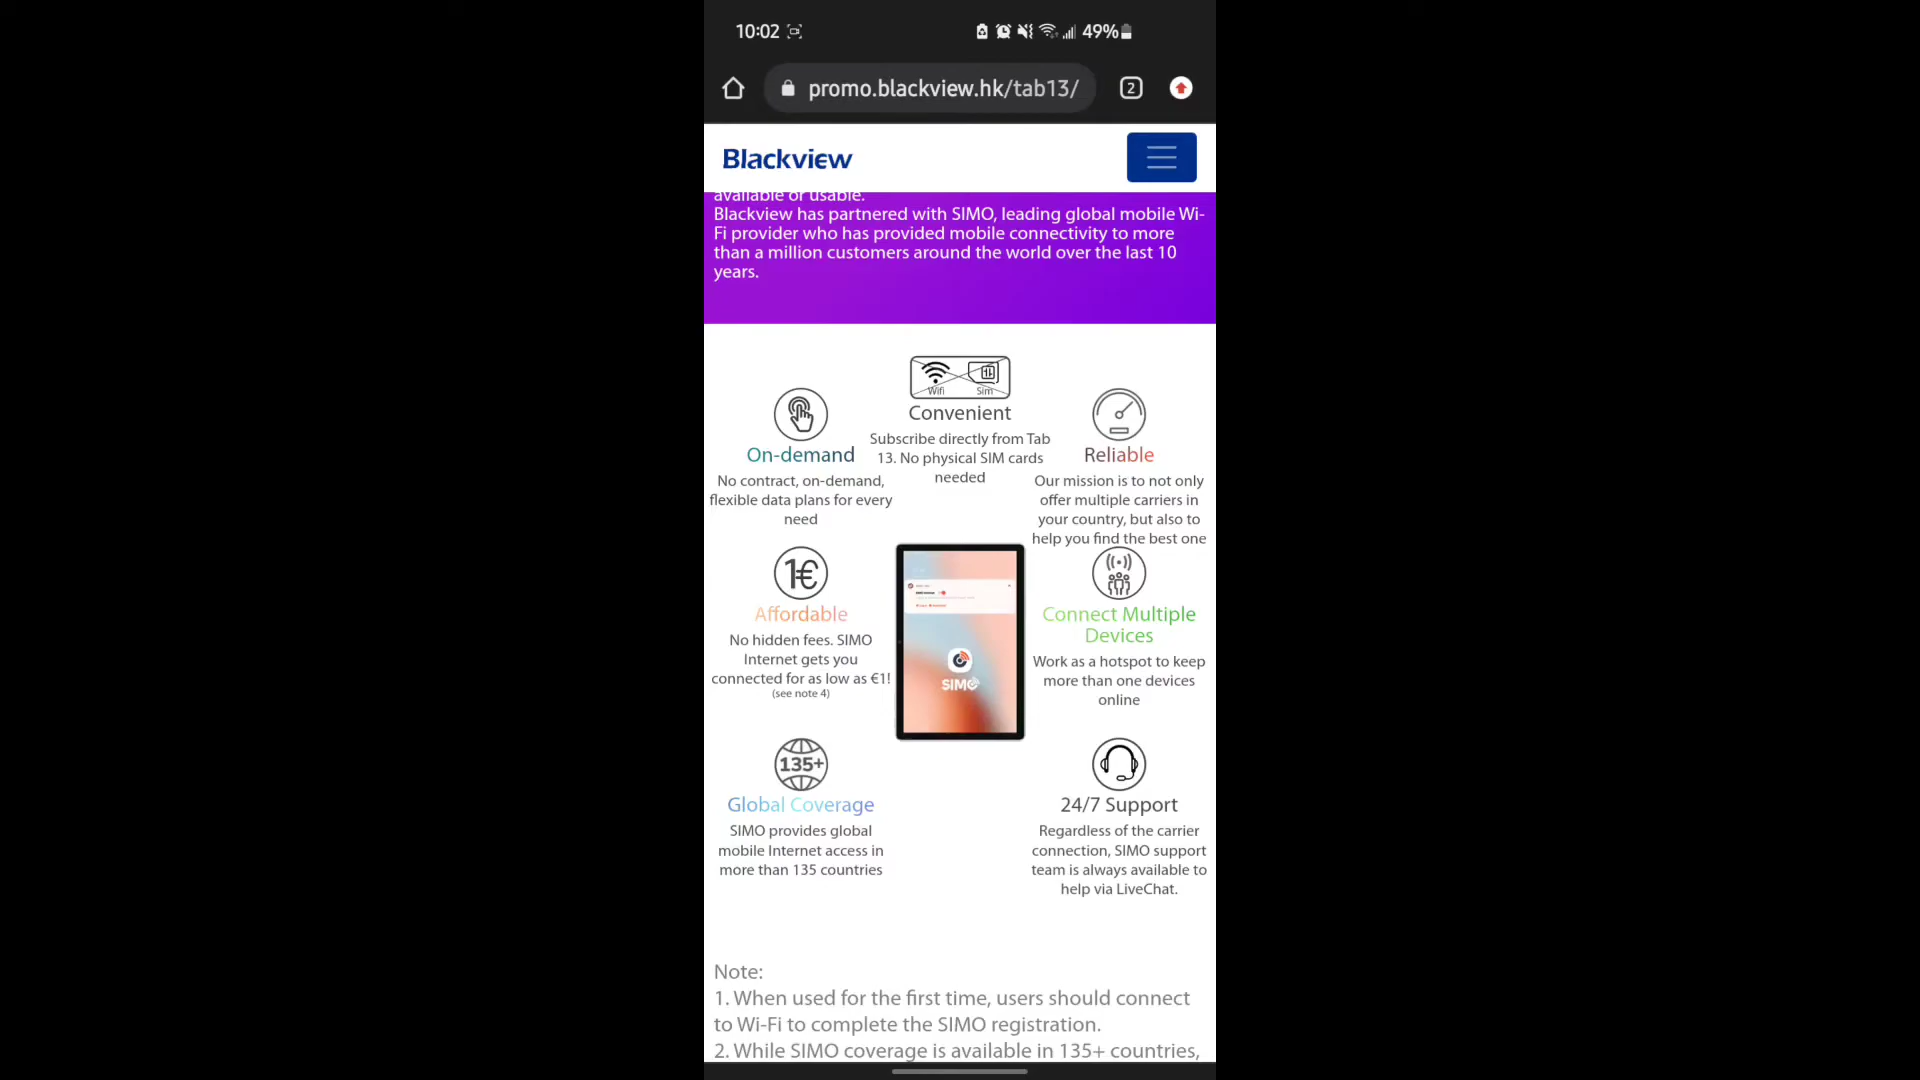 10:02
49%
promo.blackview.hk/tab13/
2
Blackview
available or usable.
Blackview has partnered with SIMO, leading global mobile Wi-
Fi provider who has provided mobile connectivity to more
than a million customers around the world over the last 10
years.
Wifi Sim
Convenient
Subscribe directly from Tab
13. No physical SIM cards
needed
On-demand
No contract, on-demand,
flexible data plans for every
need
Reliable
Our mission is to not only
offer multiple carriers in
your country, but also to
help you find the best one
1€
Affordable
No hidden fees. SIMO
Internet gets you
connected for as low as €1!
(see note 4)
SIMO
Connect Multiple
Devices
Work as a hotspot to keep
more than one devices
online
135+
Global Coverage
SIMO provides global
mobile Internet access in
more than 135 countries
24/7 Support
Regardless of the carrier
connection, SIMO support
team is always available to
help via LiveChat.
Note:
1. When used for the first time, users should connect
to Wi-Fi to complete the SIMO registration.
2. While SIMO coverage is available in 135+ countries,